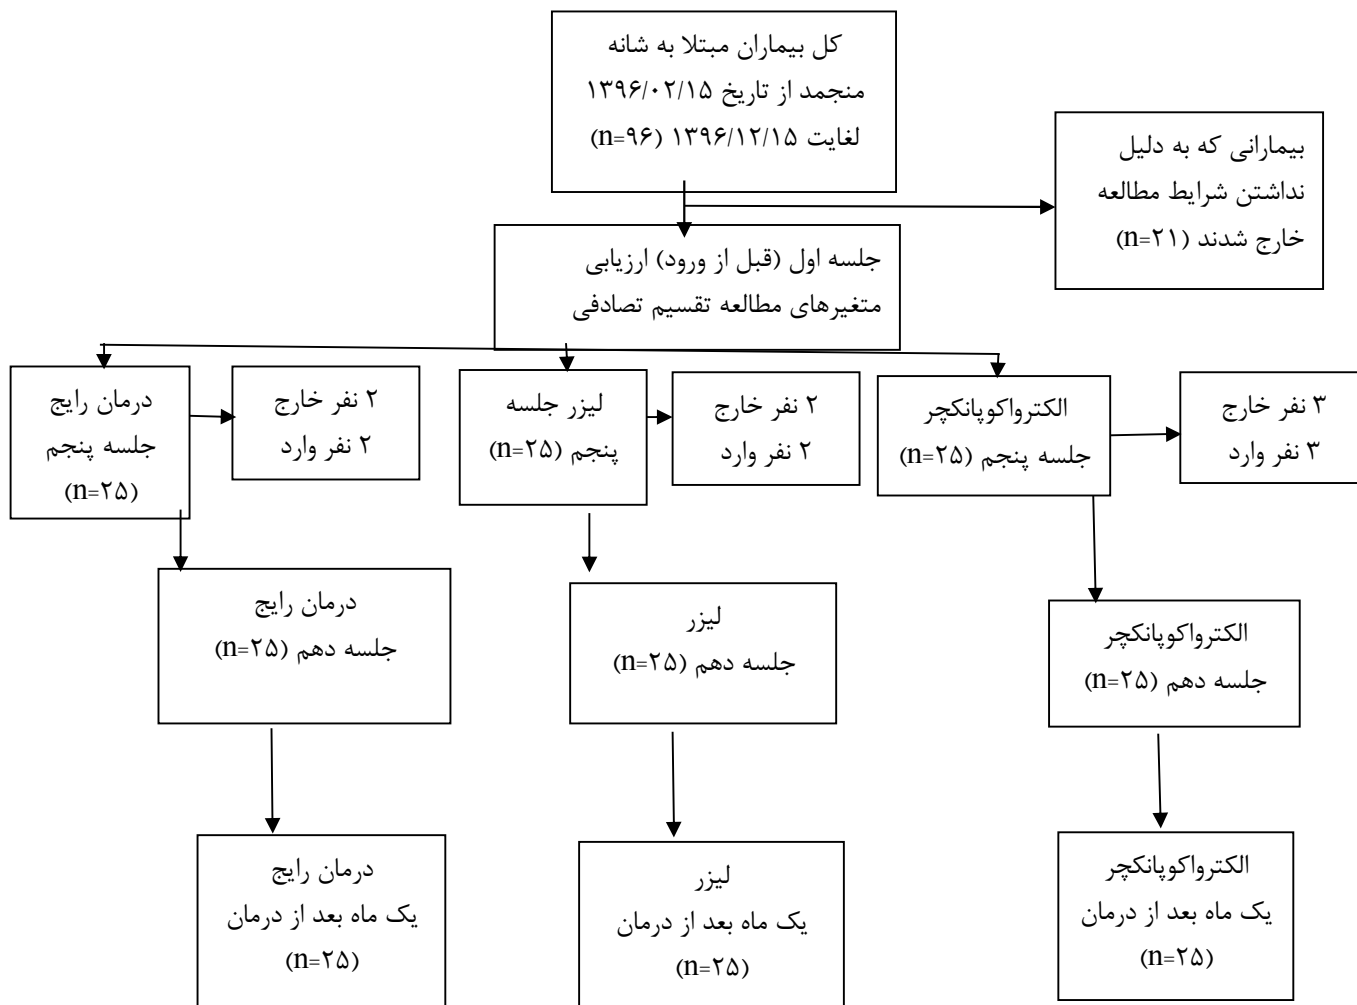 کل بیماران مبتلا به شانه
منجمد از تاریخ ۱۳۹۶/۰۲/۱۵
لغایت ۱۳۹۶/۱۲/۱۵ (n=۹۶)
بیمارانی که به دلیل
نداشتن شرایط مطالعه
خارج شدند (n=۲۱)
جلسه اول (قبل از ورود) ارزیابی
متغیرهای مطالعه تقسیم تصادفی
الکترواکوپانکچر
جلسه پنجم (n=۲۵)
۳ نفر خارج
۳ نفر وارد
لیزر جلسه
پنجم (n=۲۵)
۲ نفر خارج
۲ نفر وارد
درمان رایج
جلسه پنجم
(n=۲۵)
۲ نفر خارج
۲ نفر وارد
الکترواکوپانکچر
جلسه دهم (n=۲۵)
لیزر
جلسه دهم (n=۲۵)
درمان رایج
جلسه دهم (n=۲۵)
الکترواکوپانکچر
یک ماه بعد از درمان
(n=۲۵)
لیزر
یک ماه بعد از درمان
(n=۲۵)
درمان رایج
یک ماه بعد از درمان
(n=۲۵)